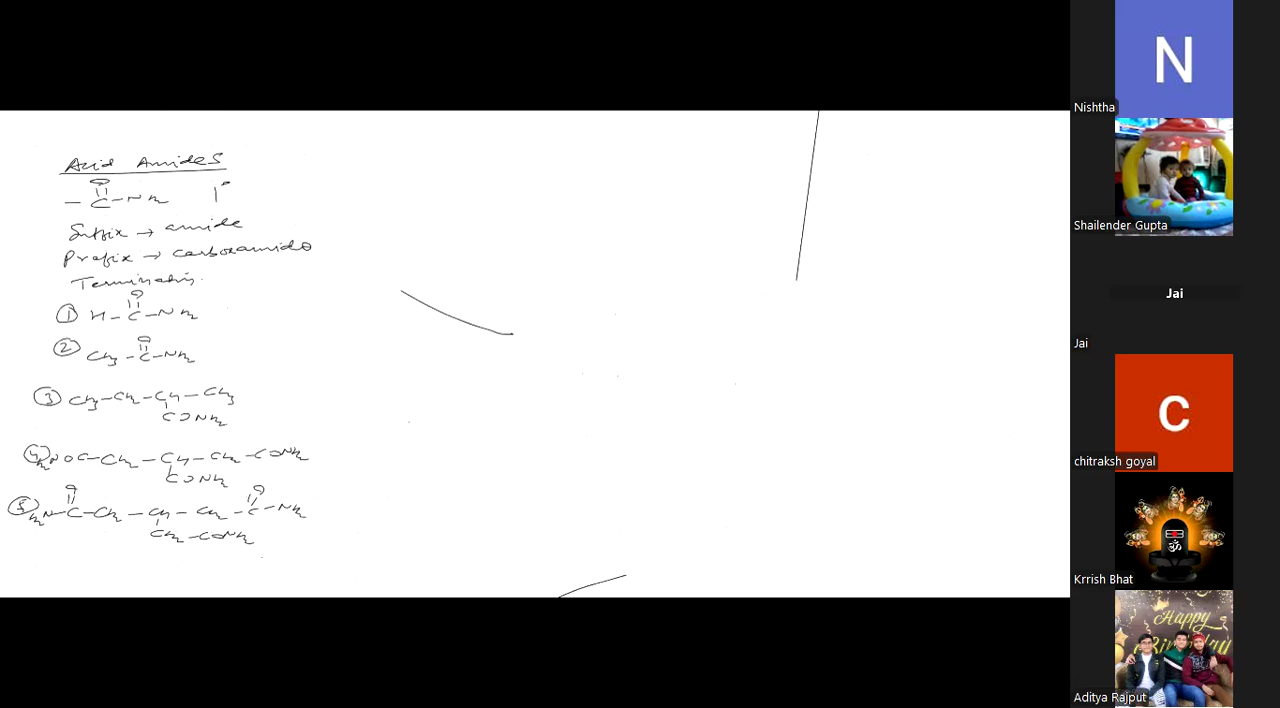 Acid Amides
O
— C — NH2 1°
Suffix → amide
Prefix → carboxamido
Terminating.
O
① H — C — NH2
O
② CH3 — C — NH2
③ CH3 — CH2 — CH — CH3
CONH2
④ H2NOC — CH2 — CH — CH2 — CONH2
CONH2
O O
⑤ H2N — C — CH2 — CH — CH2 — C — NH2
CH2 — CONH2
N
Nishtha
Shailender Gupta
Jai
Jai
C
chitraksh goyal
ॐ
Krrish Bhat
Happy
Aditya Rajput